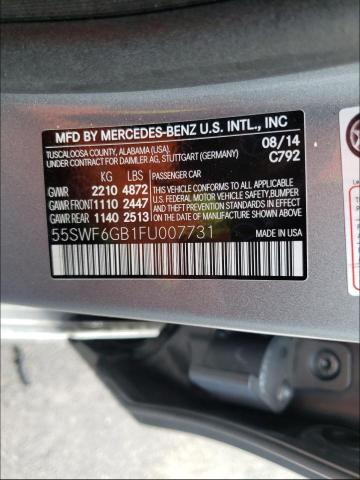 MFD BY MERCEDES-BENZ U.S. INTL., INC
TUSCALOOSA COUNTY, ALABAMA (USA), 08/14
UNDER CONTRACT FOR DAIMLER AG, STUTTGART (GERMANY) C792
KG LBS PASSENGER CAR
GVWR 2210 4872 THIS VEHICLE CONFORMS TO ALL
GAWR FRONT 1110 2447 APPLICABLE U.S. FEDERAL MOTOR
GAWR REAR 1140 2513 VEHICLE SAFETY, BUMPER
AND THEFT PREVENTION STANDARDS
IN EFFECT ON THE DATE OF
MANUFACTURE SHOWN ABOVE
55SWF6GB1FU007731